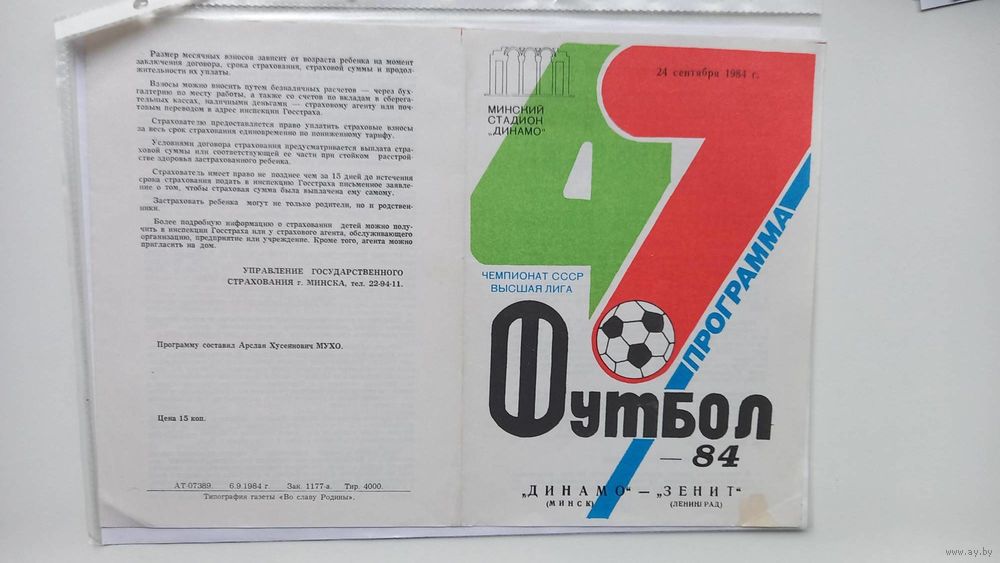 Размер месячных взносов зависит от возраста ребенка на момент
заключения договора, срока страхования, страховой суммы и продол-
жительности их уплаты.
Взносы можно вносить путем безналичных расчетов — через бух-
галтерию по месту работы, а также со счетов по вкладам в сберега-
тельных кассах, наличными деньгами — страховому агенту или поч-
товым переводом в адрес инспекции Госстраха.
Страхователю предоставляется право уплатить страховые взносы
за весь срок страхования единовременно по пониженному тарифу.
Условиями договора страхования предусматривается выплата стра-
ховой суммы или соответствующей ее части при стойком расстрой-
стве здоровья застрахованного ребенка.
Страхователь имеет право не позднее чем за 15 дней до истечения
срока страхования подать в инспекцию Госстраха письменное заявле-
ние о том, чтобы страховая сумма была выплачена ему самому.
Застраховать ребенка могут не только родители, но и родствен-
ники.
Более подробную информацию о страховании детей можно полу-
чить в инспекции Госстраха или у страхового агента, обслуживающего
организацию, предприятие или учреждение. Кроме того, агента можно
пригласить на дом.
УПРАВЛЕНИЕ ГОСУДАРСТВЕННОГО
СТРАХОВАНИЯ г. МИНСКА, тел. 22-94-11.
Программу составил Арслан Хусеинович МУХО.
Цена 15 коп.
АТ-07389. 6.9.1984 г. Зак. 1177-а. Тир. 4000.
Типография газеты «Во славу Родины».
47
24 сентября 1984 г.
МИНСКИЙ
СТАДИОН
„ДИНАМО“
ЧЕМПИОНАТ СССР
ВЫСШАЯ ЛИГА
ПРОГРАММА
Футбол
— 84
„ДИНАМО“ — „ЗЕНИТ“
(МИНСК) (ЛЕНИНГРАД)
www.ay.by